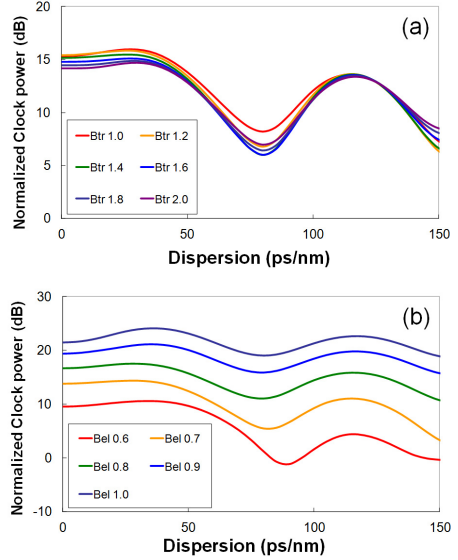 (a)
Normalized Clock power (dB)
20
15
10
5
0
Btr 1.0 Btr 1.2
Btr 1.4 Btr 1.6
Btr 1.8 Btr 2.0
0 50 100 150
Dispersion (ps/nm)
(b)
Normalized Clock power (dB)
30
20
10
0
-10
Bel 0.6 Bel 0.7
Bel 0.8 Bel 0.9
Bel 1.0
0 50 100 150
Dispersion (ps/nm)